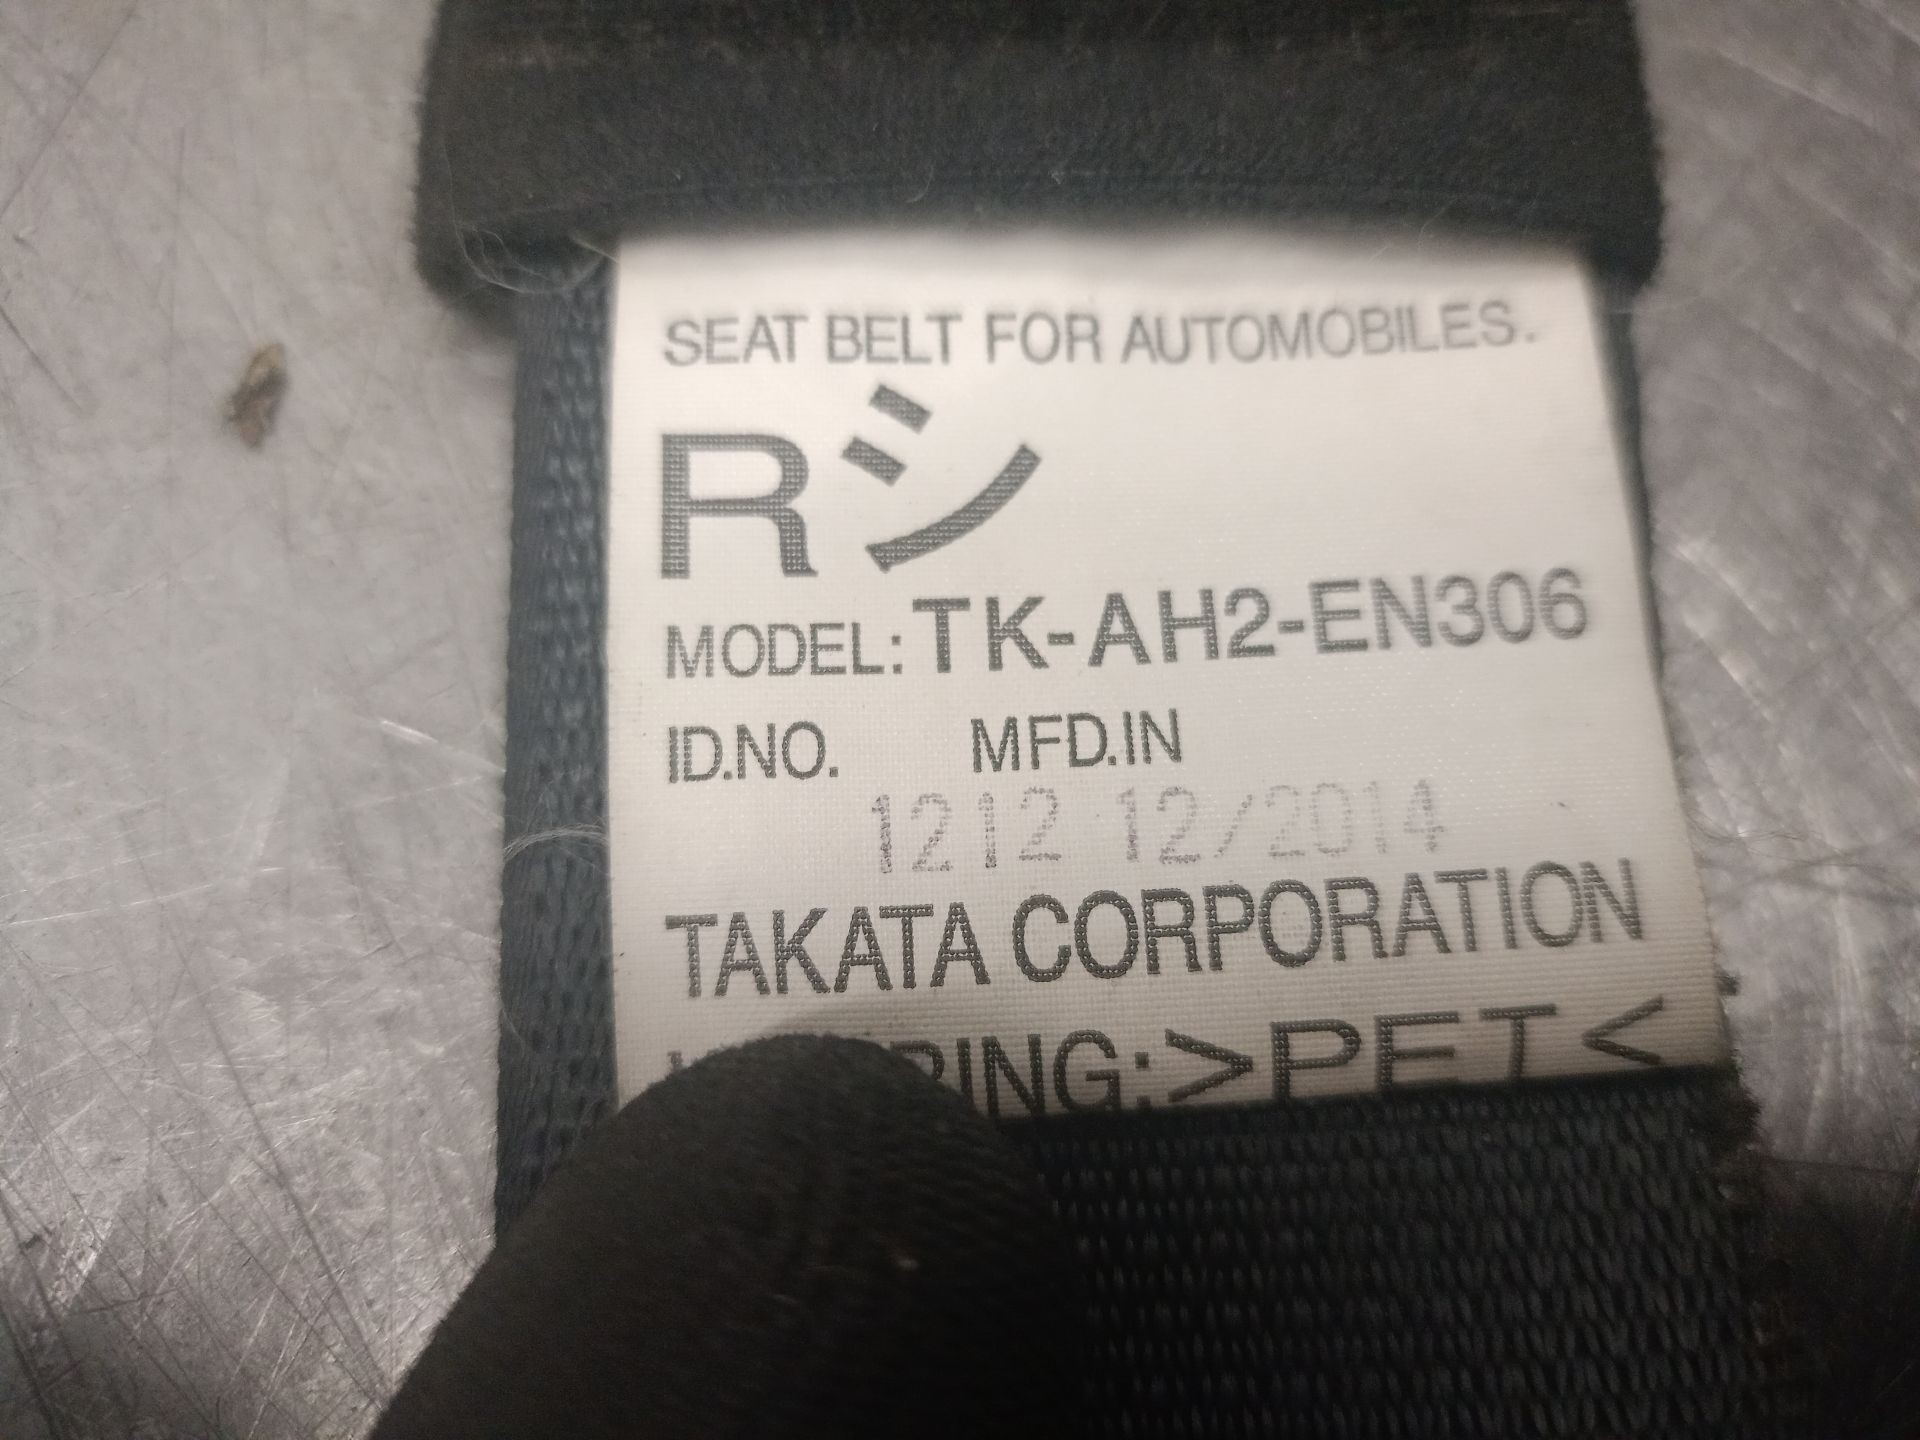 SEAT BELT FOR AUTOMOBILES.
Rシ
MODEL: TK-AH2-EN306
ID.NO. MFD.IN
1212 12/2014
TAKATA CORPORATION
>PET<